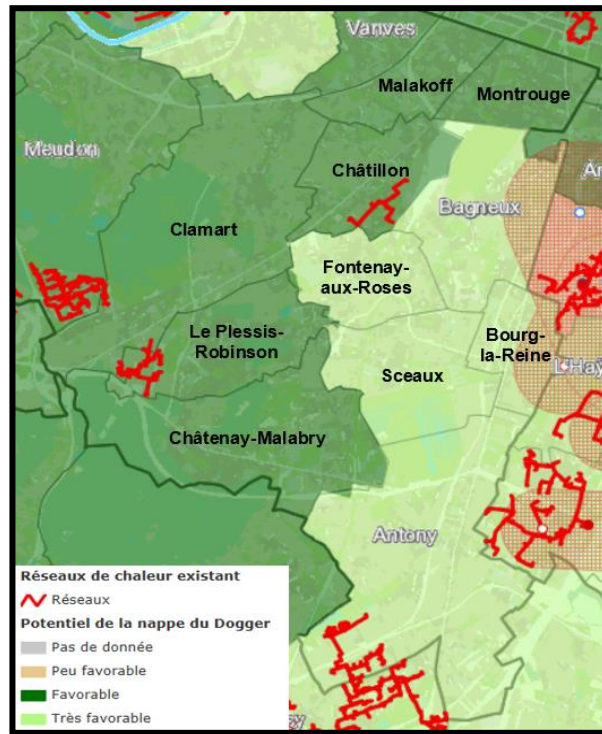 Vanves
Malakoff
Montrouge
Meudon
Châtillon
Bagneux
Clamart
Fontenay-
aux-Roses
Le Plessis-
Robinson
Bourg-
la-Reine
L'Haÿ
Sceaux
Châtenay-Malabry
Antony
Réseaux de chaleur existant
Réseaux
Potentiel de la nappe du Dogger
Pas de donnée
Peu favorable
Favorable
Très favorable